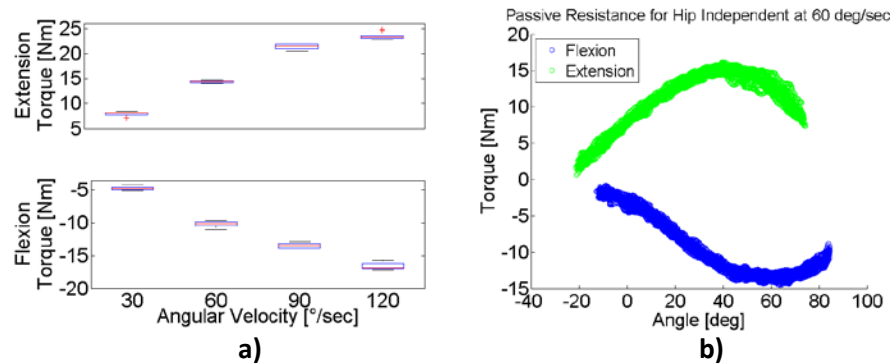 Extension
Torque [Nm]
25
20
15
10
5
Flexion
Torque [Nm]
-5
-10
-15
-20
30 60 90 120
Angular Velocity [°/sec]
a)
Passive Resistance for Hip Independent at 60 deg/sec
Flexion
Extension
Torque [Nm]
20
15
10
5
0
-5
-10
-15
-40 -20 0 20 40 60 80 100
Angle [deg]
b)